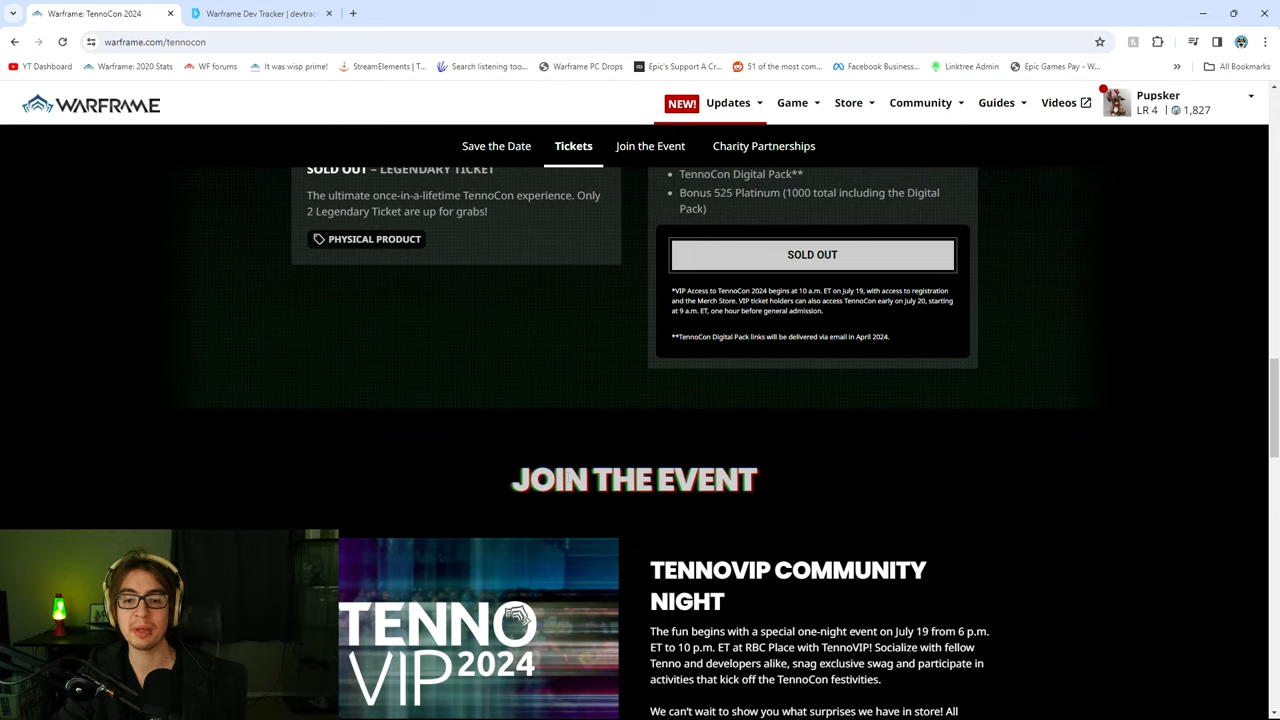 Warframe: TennoCon 2024
Warframe Dev Tracker | devtrac
warframe.com/tennocon
YT Dashboard
Warframe: 2020 Stats
WF forums
It was wisp prime!
StreamElements | T...
Search listening too...
Warframe PC Drops
Epic's Support A Cr...
51 of the most com...
Facebook Business...
Linktree Admin
Epic Games Pay - W...
All Bookmarks
WARFRAME
NEW!
Updates
Game
Store
Community
Guides
Videos
Pupsker
LR 4 | 1,827
Save the Date
Tickets
Join the Event
Charity Partnerships
SOLD OUT – LEGENDARY TICKET
The ultimate once-in-a-lifetime TennoCon experience. Only
2 Legendary Ticket are up for grabs!
PHYSICAL PRODUCT
TennoCon Digital Pack**
Bonus 525 Platinum (1000 total including the Digital
Pack)
SOLD OUT
*VIP Access to TennoCon 2024 begins at 10 a.m. ET on July 19, with access to registration
and the Merch Store. VIP ticket holders can also access TennoCon early on July 20, starting
at 9 a.m. ET, one hour before general admission.
**TennoCon Digital Pack links will be delivered via email in April 2024.
JOIN THE EVENT
TENNO
VIP 2024
TENNOVIP COMMUNITY
NIGHT
The fun begins with a special one-night event on July 19 from 6 p.m.
ET to 10 p.m. ET at RBC Place with TennoVIP! Socialize with fellow
Tenno and developers alike, snag exclusive swag and participate in
activities that kick off the TennoCon festivities.
We can't wait to show you what surprises we have in store! All